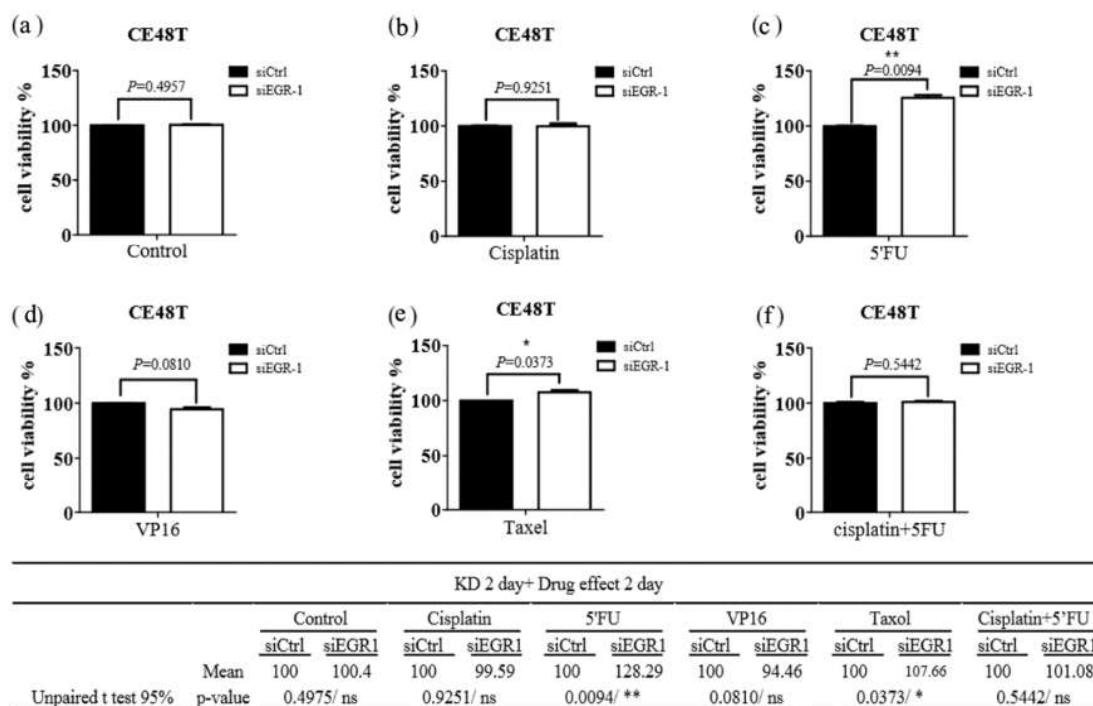 (a)
CE48T
cell viability %
150
100
50
0
P=0.4957
siCtrl
siEGR-1
Control
(b)
CE48T
cell viability %
150
100
50
0
P=0.9251
siCtrl
siEGR-1
Cisplatin
(c)
CE48T
cell viability %
150
100
50
0
**
P=0.0094
siCtrl
siEGR-1
5'FU
(d)
CE48T
cell viability %
150
100
50
0
P=0.0810
siCtrl
siEGR-1
VP16
(e)
CE48T
cell viability %
150
100
50
0
*
P=0.0373
siCtrl
siEGR-1
Taxel
(f)
CE48T
cell viability %
150
100
50
0
P=0.5442
siCtrl
siEGR-1
cisplatin+5FU
KD 2 day+ Drug effect 2 day
Control Cisplatin 5'FU VP16 Taxol Cisplatin+5'FU
siCtrl siEGR1 siCtrl siEGR1 siCtrl siEGR1 siCtrl siEGR1 siCtrl siEGR1 siCtrl siEGR1
Mean 100 100.4 100 99.59 100 128.29 100 94.46 100 107.66 100 101.08
Unpaired t test 95% p-value 0.4975/ ns 0.9251/ ns 0.0094/ ** 0.0810/ ns 0.0373/ * 0.5442/ ns